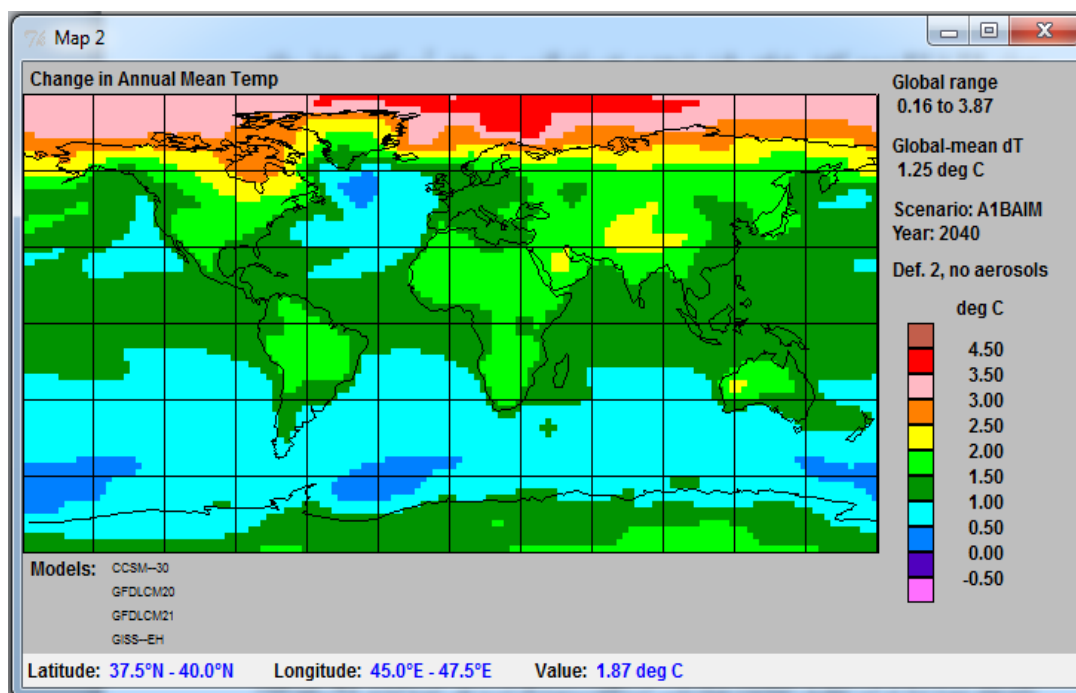 Map 2
Change in Annual Mean Temp
Global range
0.16 to 3.87
Global-mean dT
1.25 deg C
Scenario: A1BAIM
Year: 2040
Def. 2, no aerosols
deg C
4.50
3.50
3.00
2.50
2.00
1.50
1.00
0.50
0.00
-0.50
Models: CCSM--30
GFDLCM20
GFDLCM21
GISS--EH
Latitude: 37.5°N - 40.0°N Longitude: 45.0°E - 47.5°E Value: 1.87 deg C